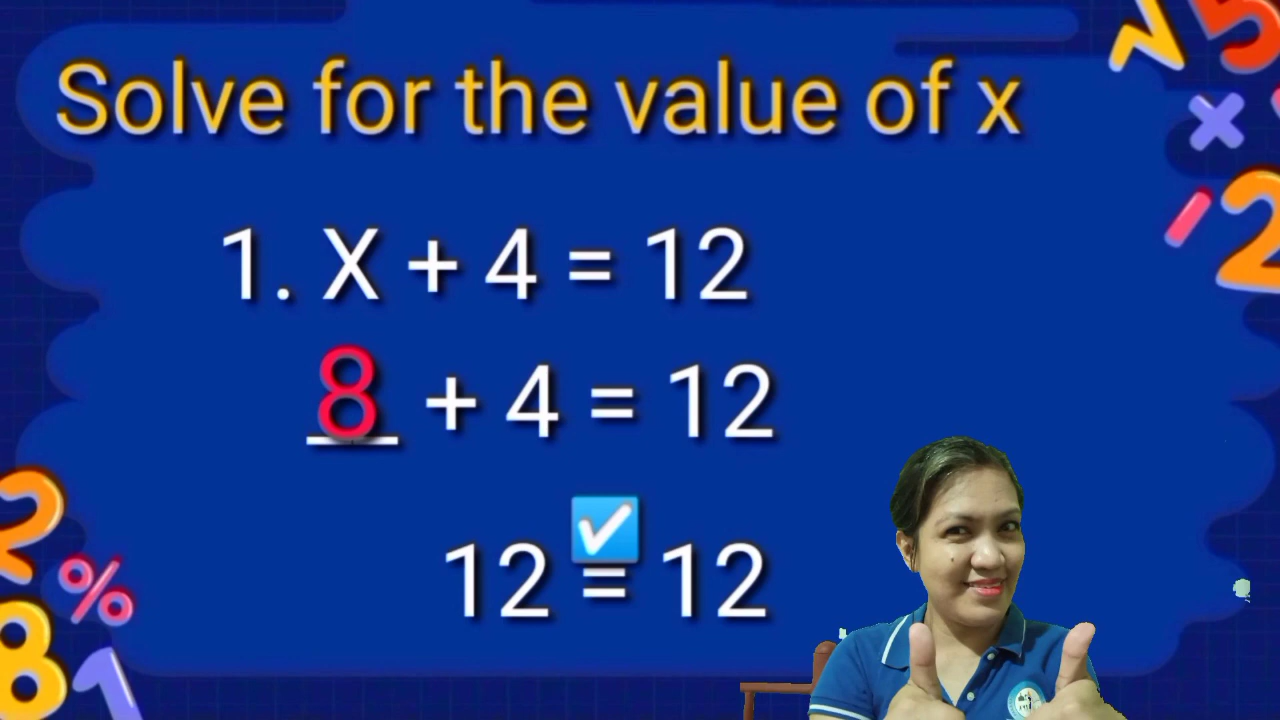 Solve for the value of x
1. X + 4 = 12
8 + 4 = 12
12 = 12